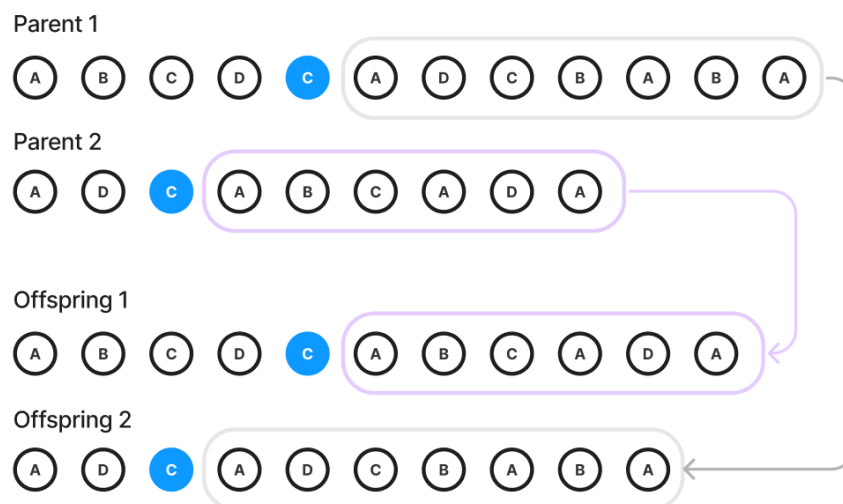 Parent 1
A B C D C A D C B A B A
Parent 2
A D C A B C A D A
Offspring 1
A B C D C A B C A D A
Offspring 2
A D C A D C B A B A